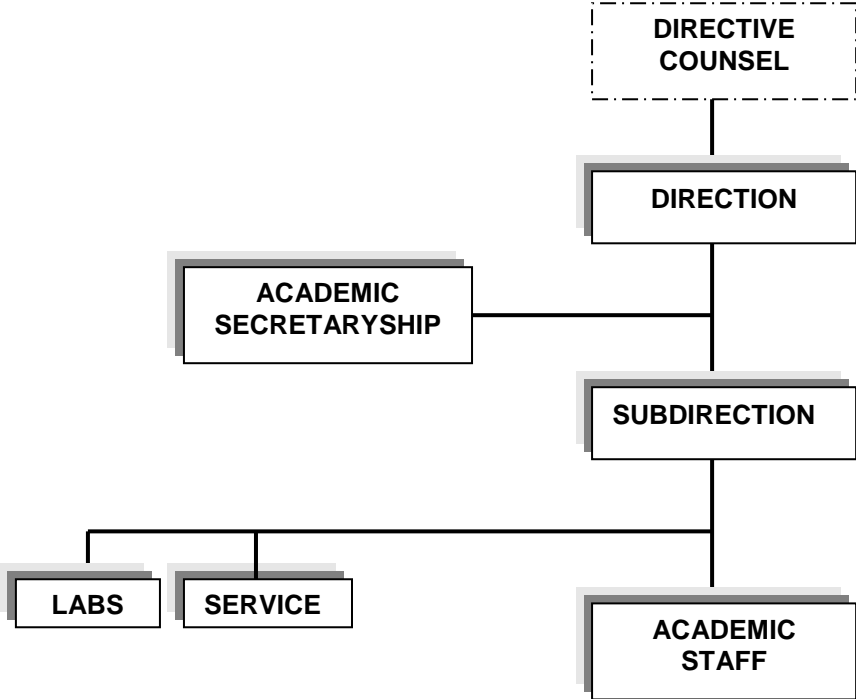 DIRECTIVE
COUNSEL
DIRECTION
ACADEMIC
SECRETARYSHIP
SUBDIRECTION
LABS
SERVICE
ACADEMIC
STAFF